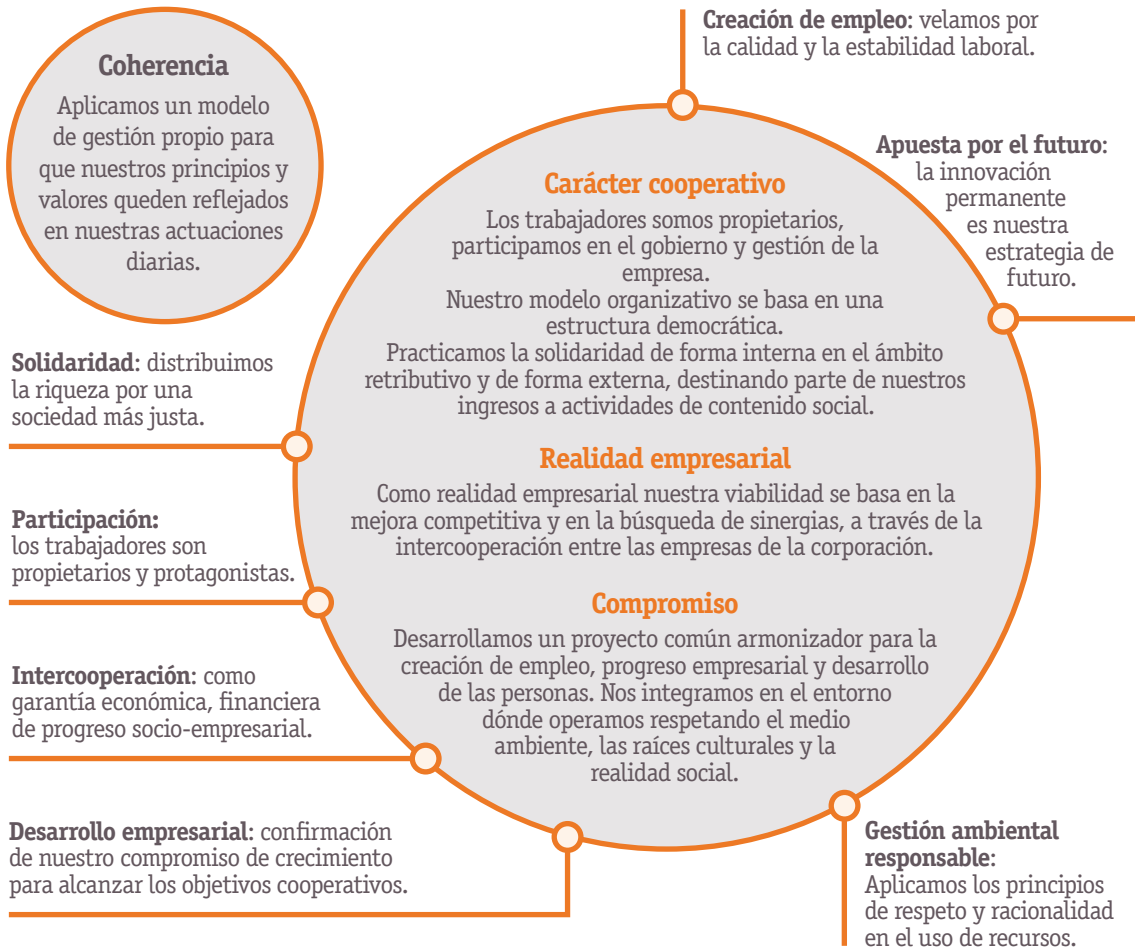 Coherencia
Aplicamos un modelo
de gestión propio para
que nuestros principios y
valores queden reflejados
en nuestras actuaciones
diarias.
Creación de empleo: velamos por
la calidad y la estabilidad laboral.
Apuesta por el futuro:
la innovación
permanente
es nuestra
estrategia de
futuro.
Carácter cooperativo
Los trabajadores somos propietarios,
participamos en el gobierno y gestión de la
empresa.
Nuestro modelo organizativo se basa en una
estructura democrática.
Practicamos la solidaridad de forma interna en el ámbito
retributivo y de forma externa, destinando parte de nuestros
ingresos a actividades de contenido social.
Realidad empresarial
Como realidad empresarial nuestra viabilidad se basa en la
mejora competitiva y en la búsqueda de sinergias, a través de la
intercooperación entre las empresas de la corporación.
Compromiso
Desarrollamos un proyecto común armonizador para la
creación de empleo, progreso empresarial y desarrollo
de las personas. Nos integramos en el entorno
dónde operamos respetando el medio
ambiente, las raíces culturales y la
realidad social.
Solidaridad: distribuimos
la riqueza por una
sociedad más justa.
Participación:
los trabajadores son
propietarios y protagonistas.
Intercooperación: como
garantía económica, financiera
de progreso socio-empresarial.
Desarrollo empresarial: confirmación
de nuestro compromiso de crecimiento
para alcanzar los objetivos cooperativos.
Gestión ambiental
responsable:
Aplicamos los principios
de respeto y racionalidad
en el uso de recursos.